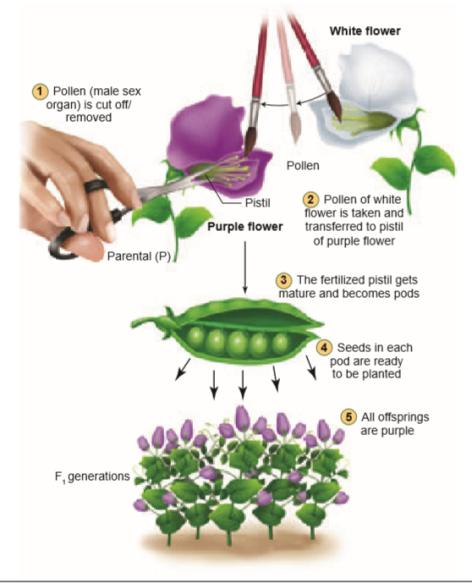 White flower
1 Pollen (male sex
organ) is cut off/
removed
Pollen
Pistil
2 Pollen of white
flower is taken and
transferred to pistil
of purple flower
Purple flower
Parental (P)
3 The fertilized pistil gets
mature and becomes pods
4 Seeds in each
pod are ready
to be planted
5 All offsprings
are purple
F₁ generations